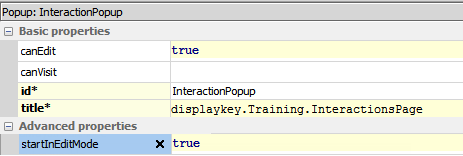 Popup: InteractionPopup
Basic properties
canEdit true
canVisit
id* InteractionPopup
title* displaykey.Training.InteractionsPage
Advanced properties
startInEditMode true